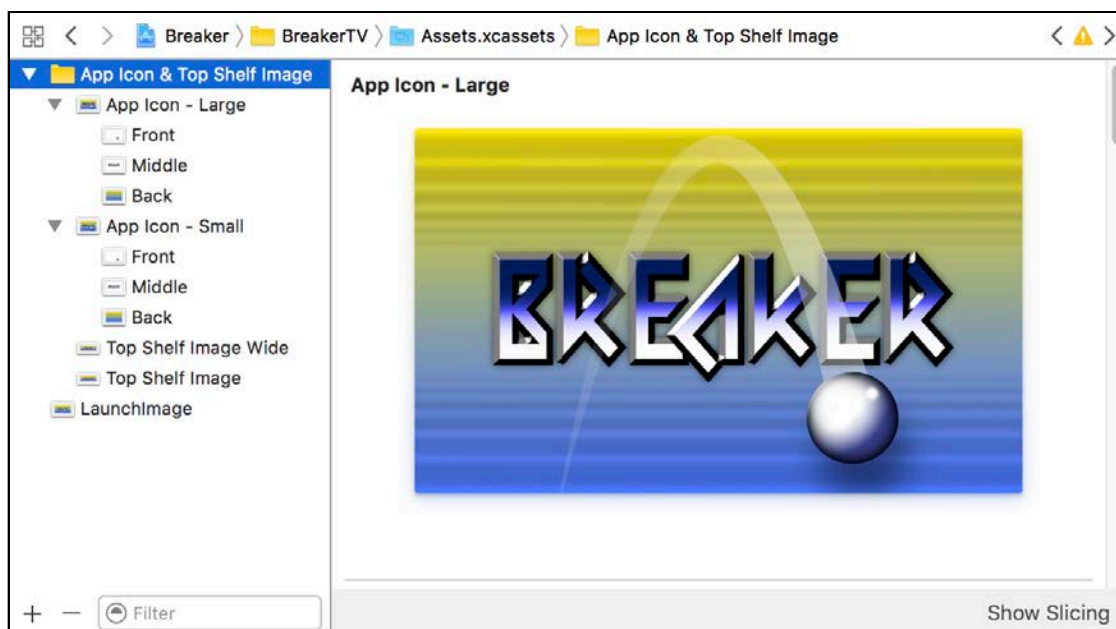 Breaker BreakerTV Assets.xcassets App Icon & Top Shelf Image
App Icon & Top Shelf Image
App Icon - Large
Front
Middle
Back
App Icon - Small
Front
Middle
Back
Top Shelf Image Wide
Top Shelf Image
LaunchImage
Filter
App Icon - Large
BREAKER
Show Slicing